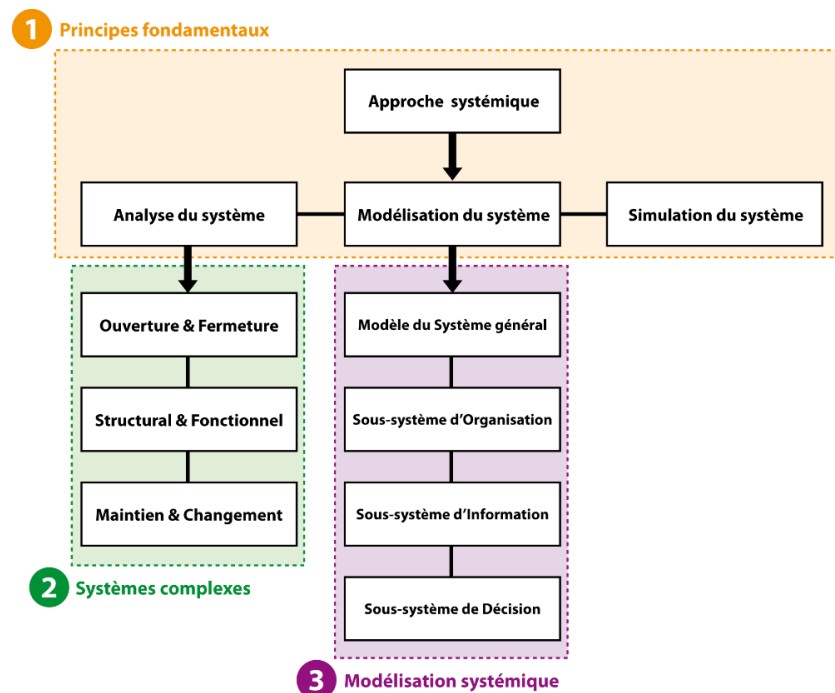 1 Principes fondamentaux
Approche systémique
Analyse du système
Modélisation du système
Simulation du système
Ouverture & Fermeture
Modèle du Système général
Structural & Fonctionnel
Sous-système d'Organisation
Maintien & Changement
Sous-système d'Information
2 Systèmes complexes
Sous-système de Décision
3 Modélisation systémique